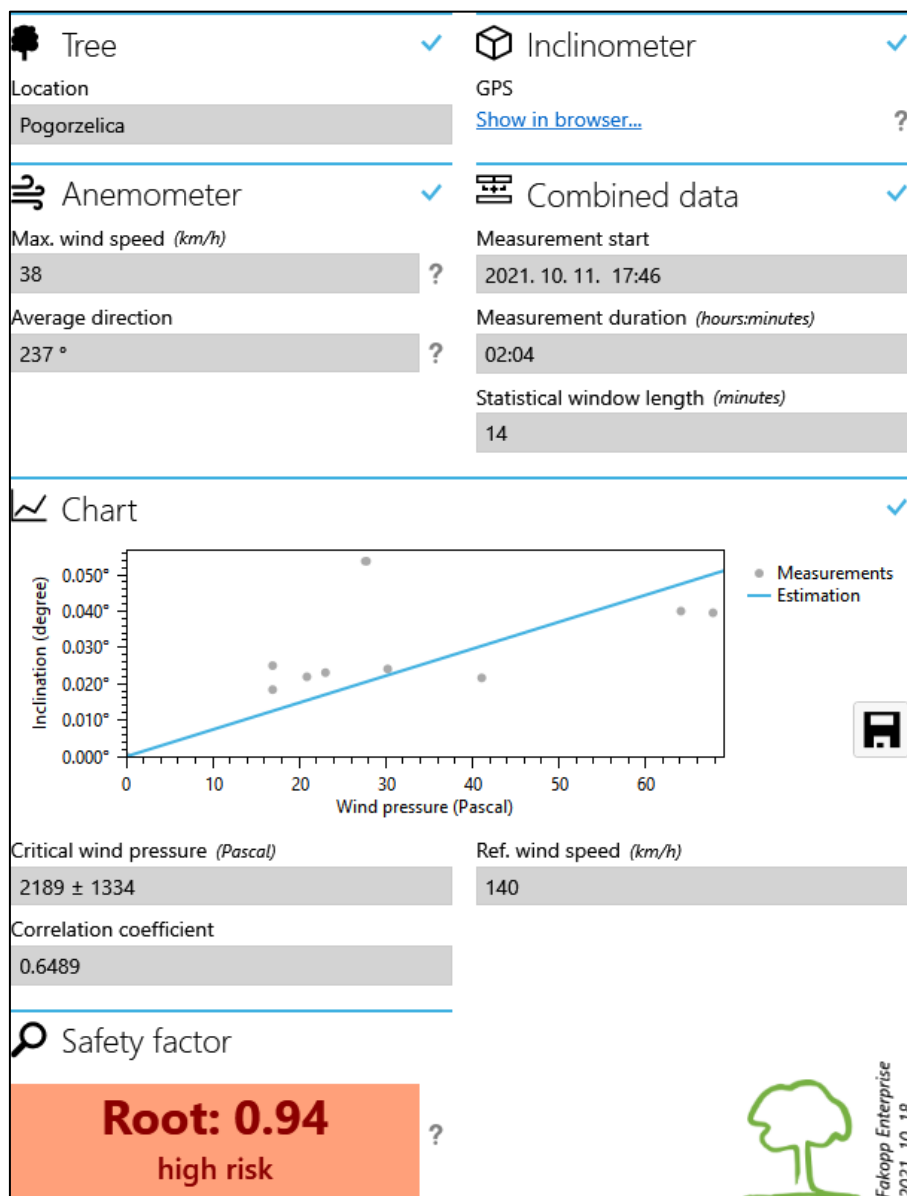 Tree
Location
Pogorzelica
Inclinometer
GPS
Show in browser...
?
Anemometer
Max. wind speed (km/h)
38
?
Average direction
237 °
?
Combined data
Measurement start
2021. 10. 11. 17:46
Measurement duration (hours:minutes)
02:04
Statistical window length (minutes)
14
Chart
Inclination (degree)
0.050°
0.040°
0.030°
0.020°
0.010°
0.000°
0 10 20 30 40 50 60
Wind pressure (Pascal)
Measurements
Estimation
Critical wind pressure (Pascal)
2189 ± 1334
Ref. wind speed (km/h)
140
Correlation coefficient
0.6489
Safety factor
Root: 0.94
high risk
?
Fakopp Enterprise
2021. 10. 18.